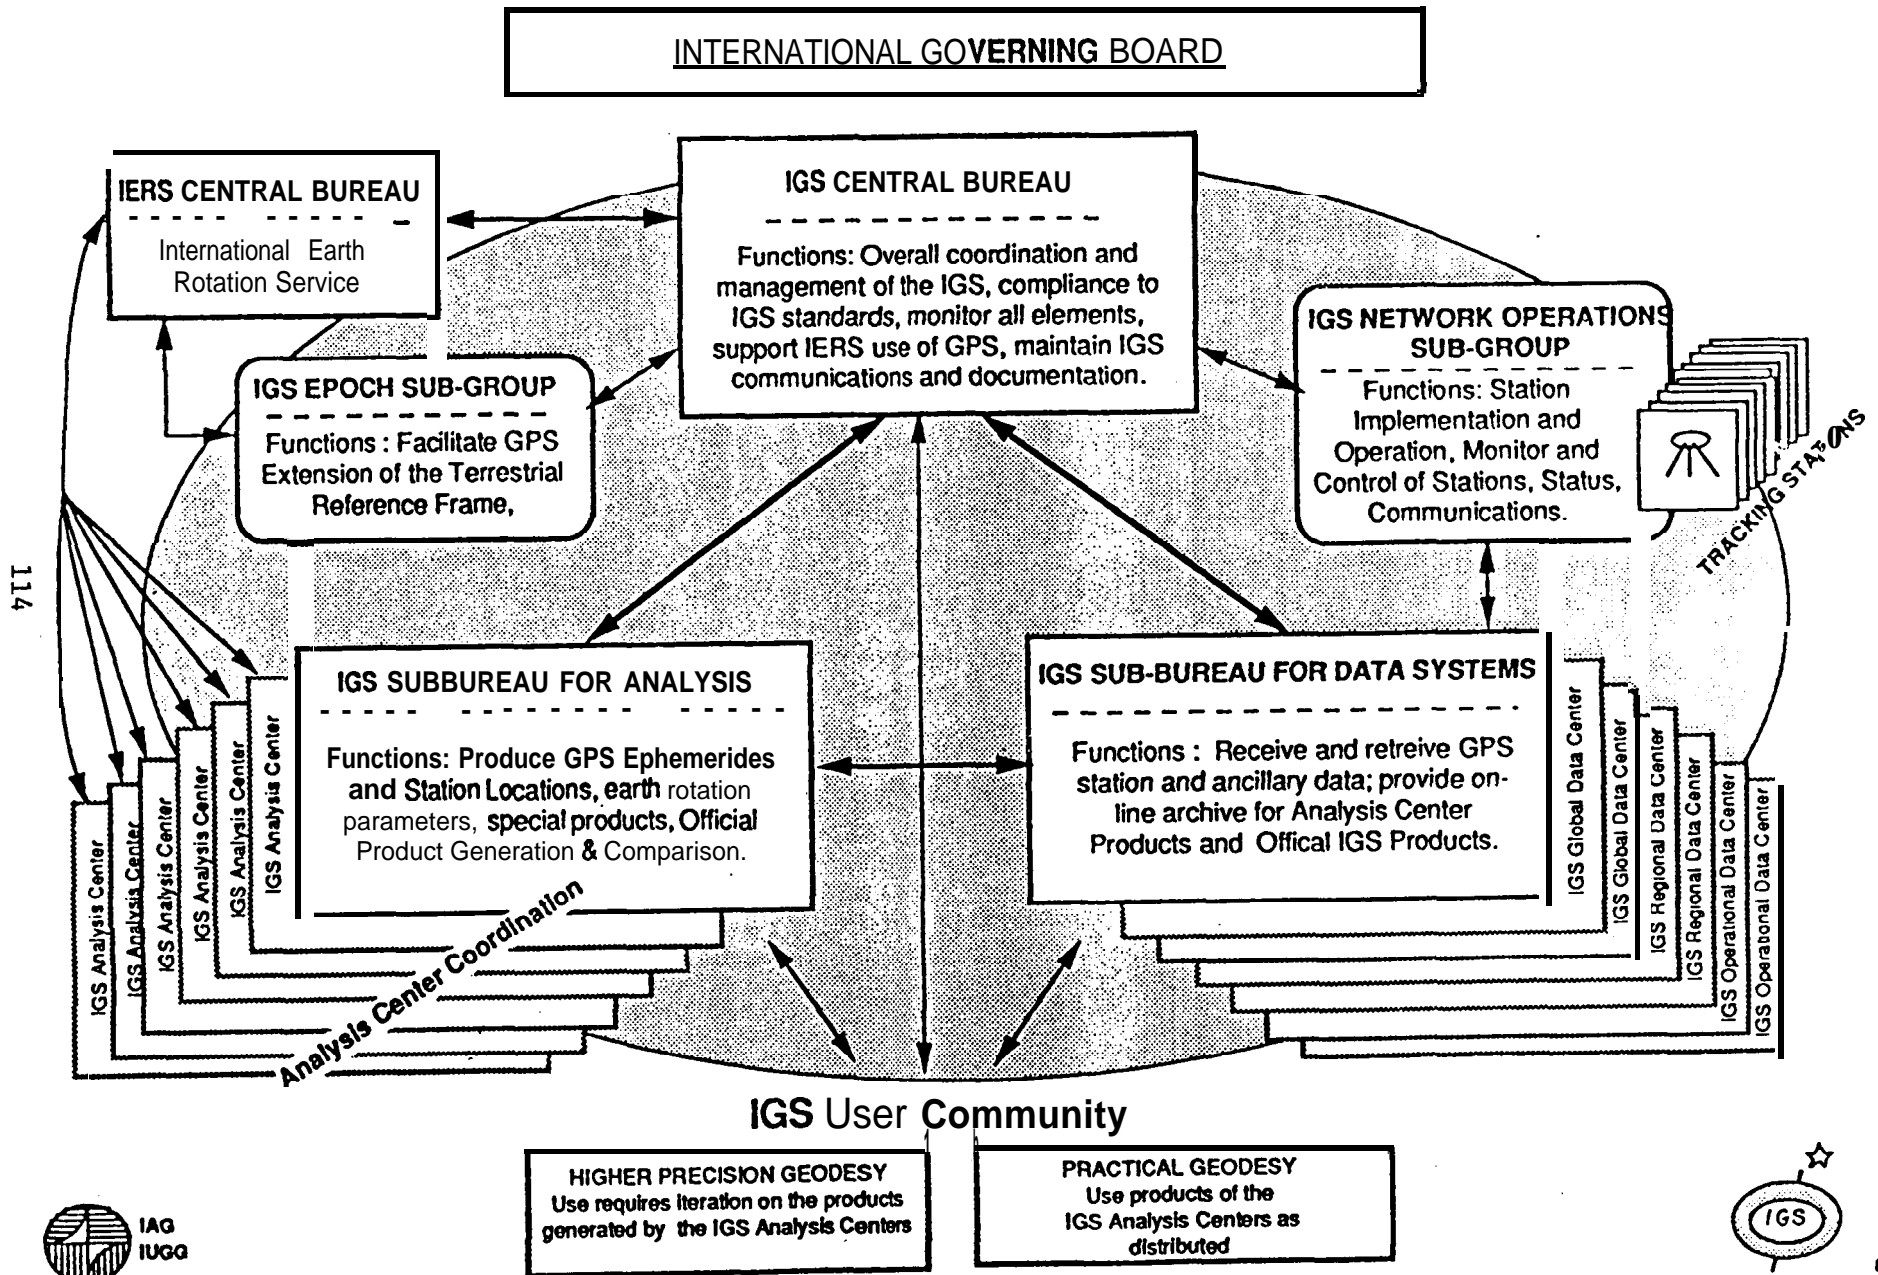 INTERNATIONAL GOVERNING BOARD
IERS CENTRAL BUREAU
International Earth
Rotation Service
IGS CENTRAL BUREAU
Functions: Overall coordination and
management of the IGS, compliance to
IGS standards, monitor all elements,
support IERS use of GPS, maintain IGS
communications and documentation.
IGS EPOCH SUB-GROUP
Functions : Facilitate GPS
Extension of the Terrestrial
Reference Frame,
IGS NETWORK OPERATIONS
SUB-GROUP
Functions: Station
Implementation and
Operation, Monitor and
Control of Stations, Status,
Communications.
TRACKING STATIONS
114
IGS SUBBUREAU FOR ANALYSIS
Functions: Produce GPS Ephemerides
and Station Locations, earth rotation
parameters, special products, Official
Product Generation & Comparison.
IGS Analysis Center
IGS Analysis Center
IGS Analysis Center
IGS Analysis Center
IGS Analysis Center
IGS Analysis Center
Analysis Center Coordination
IGS SUB-BUREAU FOR DATA SYSTEMS
Functions : Receive and retreive GPS
station and ancillary data; provide on-
line archive for Analysis Center
Products and Offical IGS Products.
IGS Global Data Center
IGS Global Data Center
IGS Regional Data Center
IGS Regional Data Center
IGS Operational Data Center
IGS Operational Data Center
IGS User Community
HIGHER PRECISION GEODESY
Use requires iteration on the products
generated by the IGS Analysis Centers
PRACTICAL GEODESY
Use products of the
IGS Analysis Centers as
distributed
IAG
IUGG
IGS